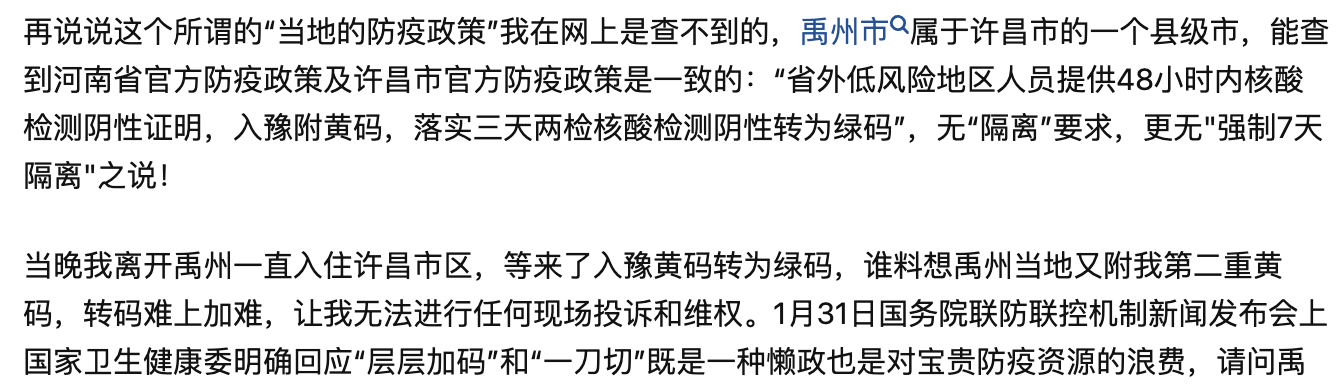 再说说这个所谓的“当地的防疫政策”我在网上是查不到的，禹州市属于许昌市的一个县级市，能查
到河南省官方防疫政策及许昌市官方防疫政策是一致的：“省外低风险地区人员提供48小时内核酸
检测阴性证明，入豫附黄码，落实三天两检核酸检测阴性转为绿码”，无“隔离”要求，更无"强制7天
隔离"之说！
当晚我离开禹州一直入住许昌市区，等来了入豫黄码转为绿码，谁料想禹州当地又附我第二重黄
码，转码难上加难，让我无法进行任何现场投诉和维权。1月31日国务院联防联控机制新闻发布会上
国家卫生健康委明确回应“层层加码”和“一刀切”既是一种懒政也是对宝贵防疫资源的浪费，请问禹